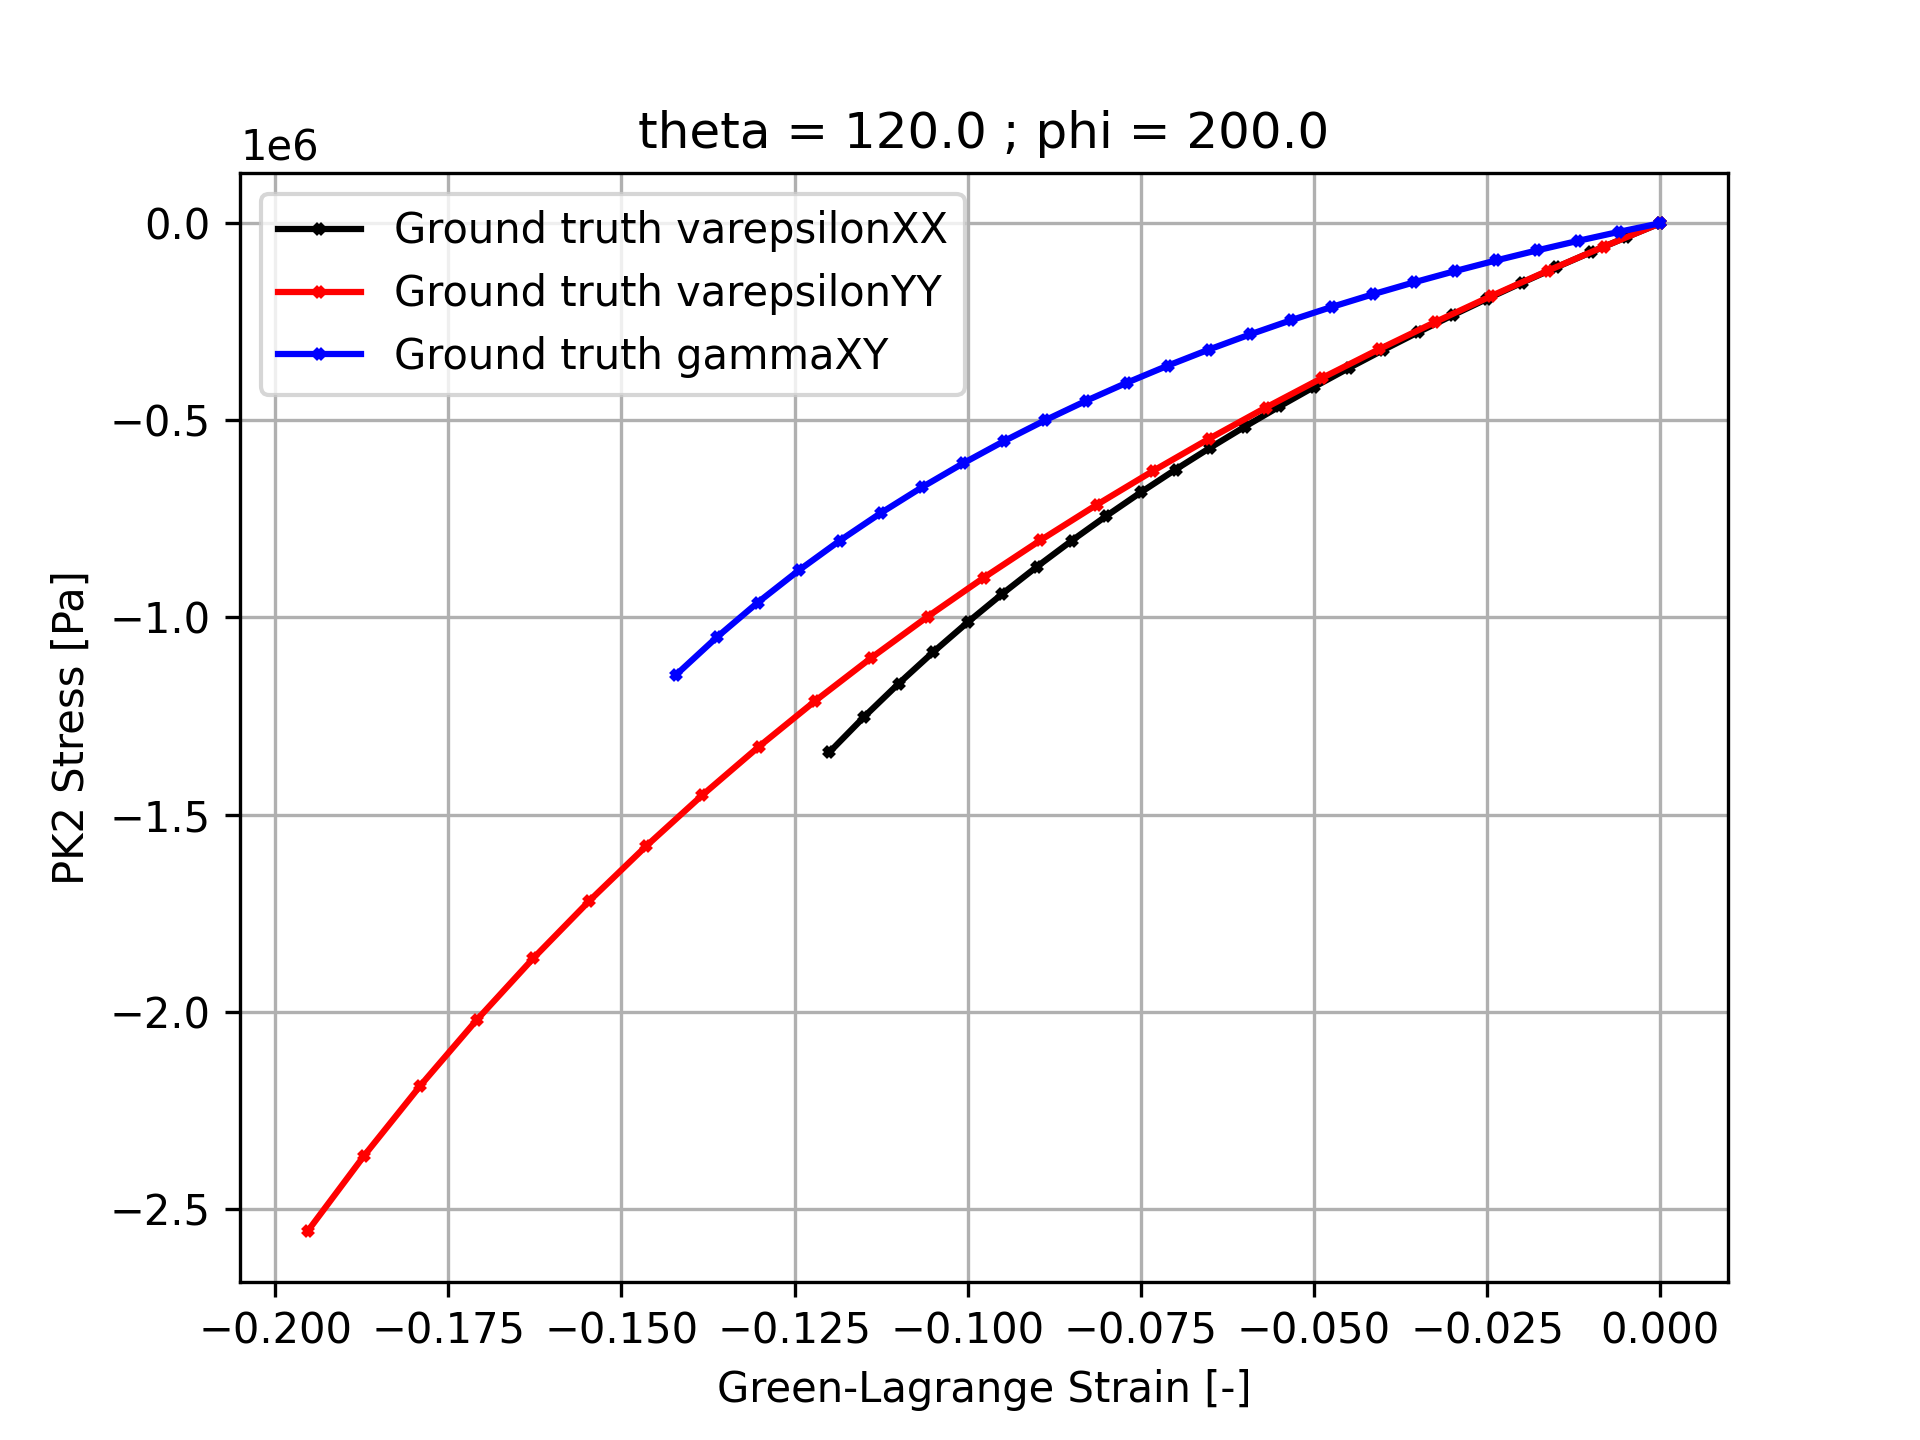 theta = 120.0 ; phi = 200.0
1e6
Ground truth varepsilonXX
Ground truth varepsilonYY
Ground truth gammaXY
0.0
−0.5
−1.0
−1.5
−2.0
−2.5
PK2 Stress [Pa]
−0.200 −0.175 −0.150 −0.125 −0.100 −0.075 −0.050 −0.025 0.000
Green-Lagrange Strain [-]